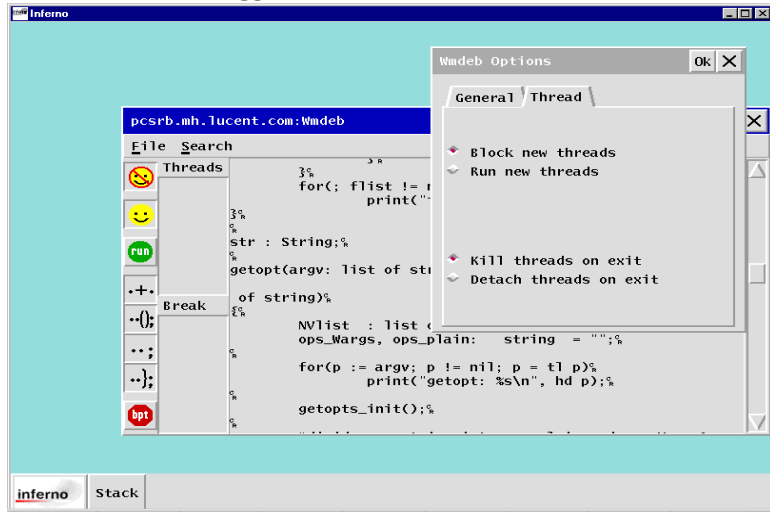 Inferno
Wmdeb Options
Ok
General
Thread
Block new threads
Run new threads
Kill threads on exit
Detach threads on exit
pcsrb.mh.lucent.com:Wmdeb
File Search
Threads
run
Break
bpt
.+.
··();
··;
··};
}
for(; flist !=
print("
}
str : String;
getopt(argv: list of
of string)
{
NVlist : list
ops_Wargs, ops_plain: string = "";
for(p := argv; p != nil; p = tl p)
print("getopt: %s\n", hd p);
getopts_init();
inferno
Stack